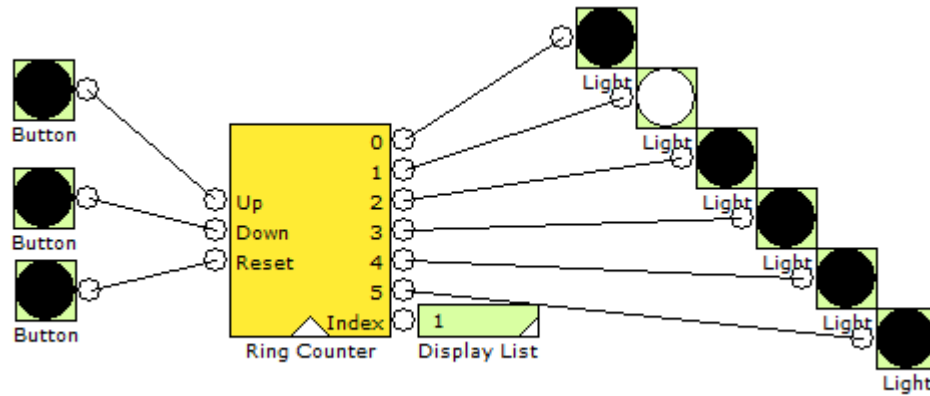 Button
Button
Button
Up
Down
Reset
0
1
2
3
4
5
Index
Ring Counter
1
Display List
Light
Light
Light
Light
Light
Light